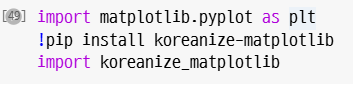 [49] import matplotlib.pyplot as plt
!pip install koreanize-matplotlib
import koreanize_matplotlib